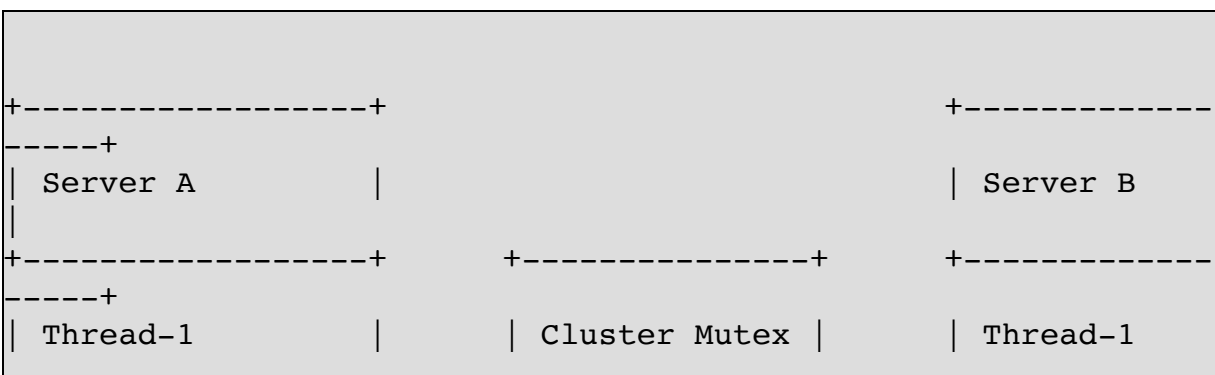 +------------------+                             +-------------
-----+
| Server A         |                             | Server B
|
+------------------+      +---------------+      +-------------
-----+
| Thread-1         |      | Cluster Mutex |      | Thread-1